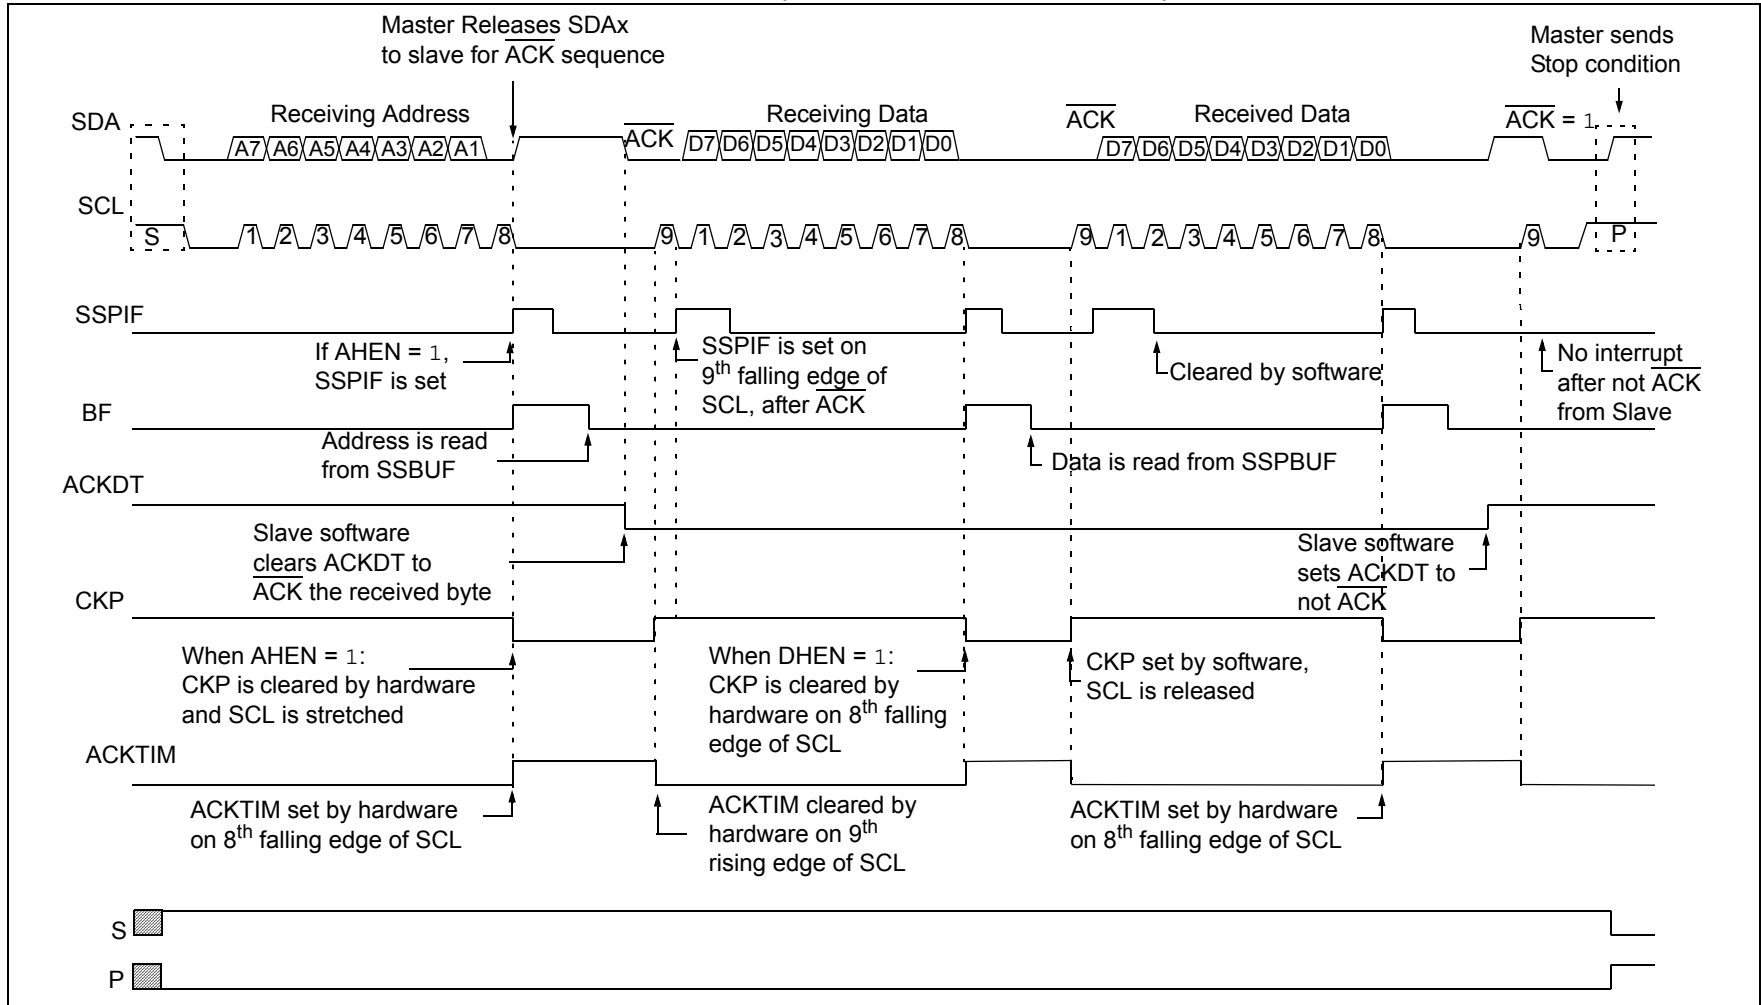 Master Releases SDAx
to slave for ACK sequence
Master sends
Stop condition
SDA
Receiving Address
A7 A6 A5 A4 A3 A2 A1
ACK
Receiving Data
D7 D6 D5 D4 D3 D2 D1 D0
ACK
Received Data
D7 D6 D5 D4 D3 D2 D1 D0
ACK = 1
SCL
S 1 2 3 4 5 6 7 8 9 1 2 3 4 5 6 7 8 9 1 2 3 4 5 6 7 8 9 P
SSPIF
If AHEN = 1,
SSPIF is set
SSPIF is set on
9th falling edge of
SCL, after ACK
Cleared by software
No interrupt
after not ACK
from Slave
BF
Address is read
from SSBUF
Data is read from SSPBUF
ACKDT
Slave software
clears ACKDT to
ACK the received byte
Slave software
sets ACKDT to
not ACK
CKP
When AHEN = 1:
CKP is cleared by hardware
and SCL is stretched
When DHEN = 1:
CKP is cleared by
hardware on 8th falling
edge of SCL
CKP set by software,
SCL is released
ACKTIM
ACKTIM set by hardware
on 8th falling edge of SCL
ACKTIM cleared by
hardware on 9th
rising edge of SCL
ACKTIM set by hardware
on 8th falling edge of SCL
S
P